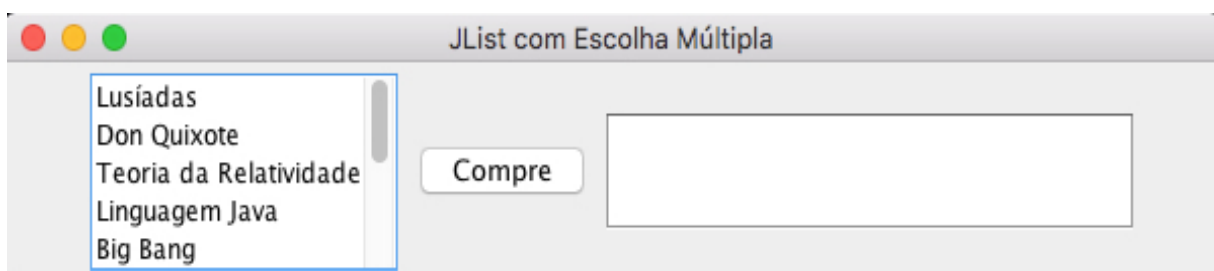 JList com Escolha Múltipla
Lusíadas
Don Quixote
Teoria da Relatividade
Linguagem Java
Big Bang
Compre